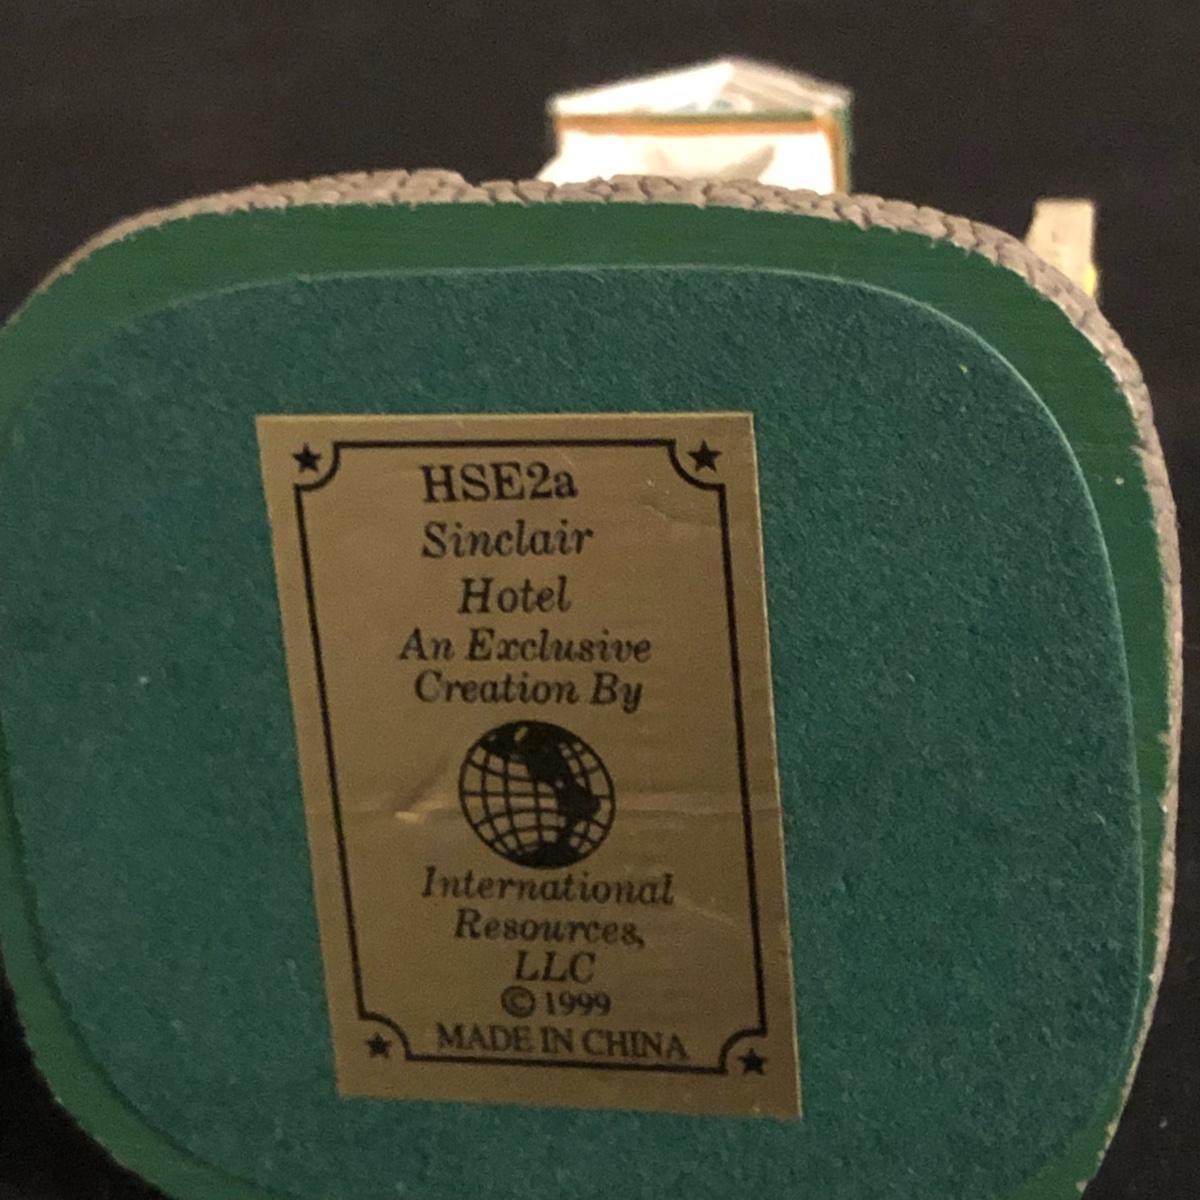 HSE2a
Sinclair
Hotel
An Exclusive
Creation By
International
Resources,
LLC
© 1999
MADE IN CHINA